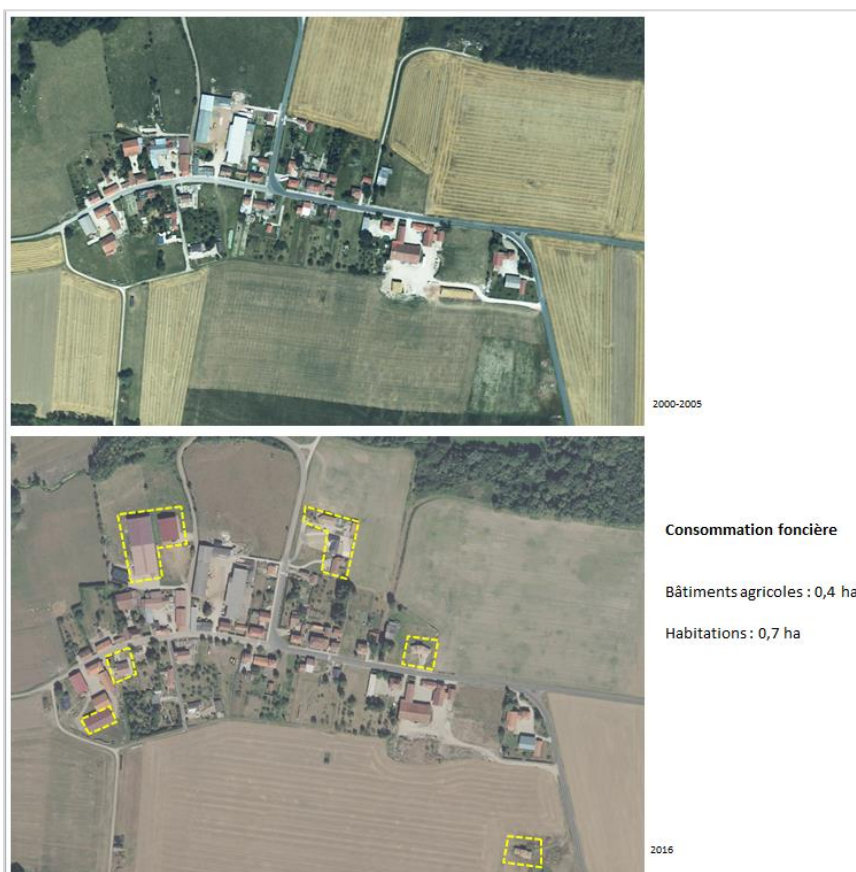 2000-2005
Consommation foncière
Bâtiments agricoles : 0,4 ha
Habitations : 0,7 ha
2016